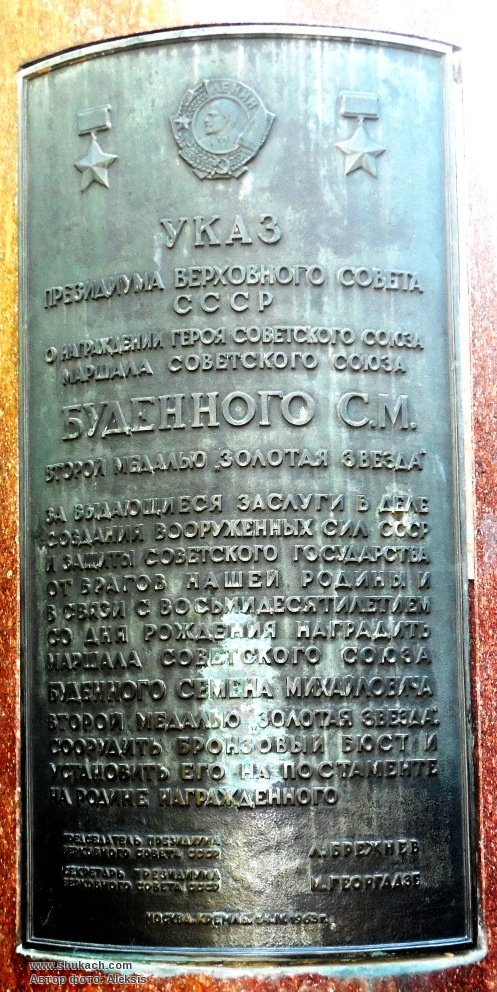 ЛЕНИН
УКАЗ
ПРЕЗИДИУМА ВЕРХОВНОГО СОВЕТА
СССР
О НАГРАЖДЕНИИ ГЕРОЯ СОВЕТСКОГО СОЮЗА
МАРШАЛА СОВЕТСКОГО СОЮЗА
БУДЕННОГО С.М.
ВТОРОЙ МЕДАЛЬЮ „ЗОЛОТАЯ ЗВЕЗДА"
ЗА ВЫДАЮЩИЕСЯ ЗАСЛУГИ В ДЕЛЕ
СОЗДАНИЯ ВООРУЖЕННЫХ СИЛ СССР
И ЗАЩИТЫ СОВЕТСКОГО ГОСУДАРСТВА
ОТ ВРАГОВ НАШЕЙ РОДИНЫ И
В СВЯЗИ С ВОСЬМИДЕСЯТИЛЕТИЕМ
СО ДНЯ РОЖДЕНИЯ НАГРАДИТЬ
МАРШАЛА СОВЕТСКОГО СОЮЗА
БУДЕННОГО СЕМЕНА МИХАЙЛОВИЧА
ВТОРОЙ МЕДАЛЬЮ „ЗОЛОТАЯ ЗВЕЗДА".
СООРУДИТЬ БРОНЗОВЫЙ БЮСТ И
УСТАНОВИТЬ ЕГО НА ПОСТАМЕНТЕ
НА РОДИНЕ НАГРАЖДЕННОГО
ПРЕДСЕДАТЕЛЬ ПРЕЗИДИУМА
ВЕРХОВНОГО СОВЕТА СССР Л. БРЕЖНЕВ
СЕКРЕТАРЬ ПРЕЗИДИУМА
ВЕРХОВНОГО СОВЕТА СССР М. ГЕОРГАДЗЕ
МОСКВА. КРЕМЛЬ. 24.IV. 1963 г.
www.shukach.com
Автор фото: Aleksis